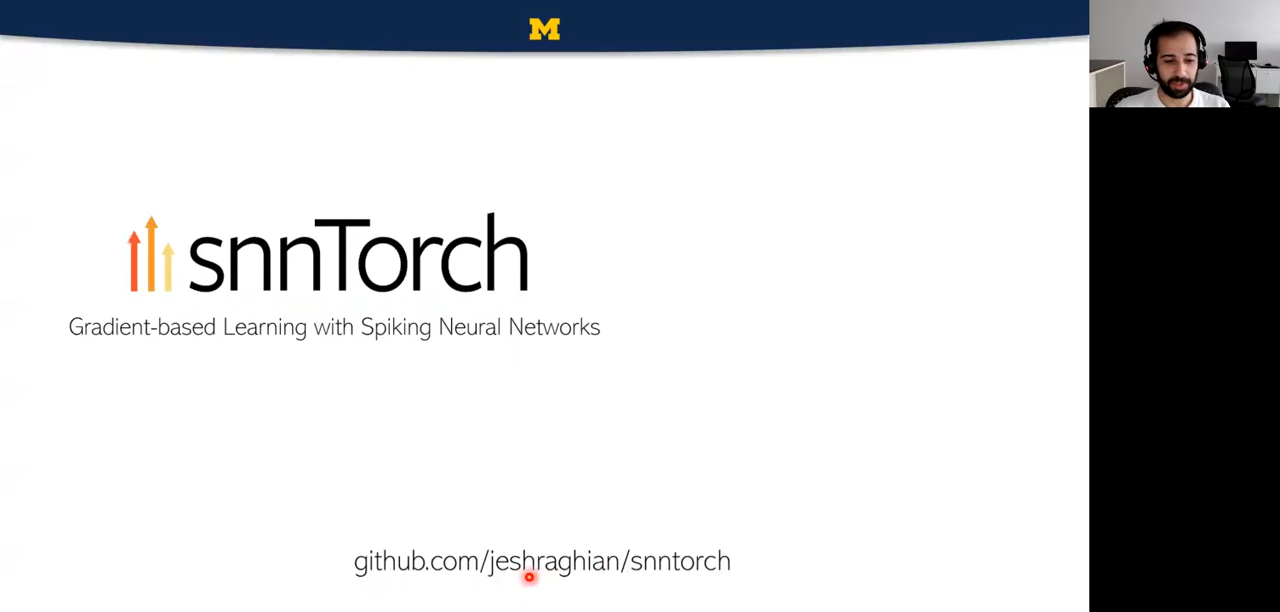 M
snnTorch
Gradient-based Learning with Spiking Neural Networks
github.com/jeshraghian/snntorch